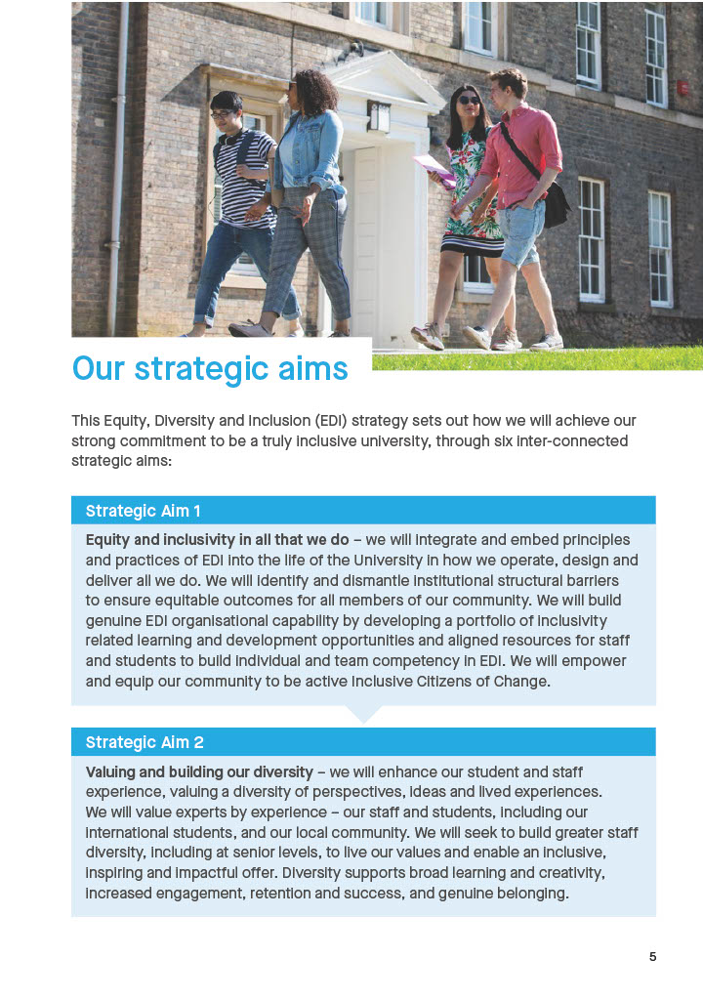 Our strategic aims
This Equity, Diversity and Inclusion (EDI) strategy sets out how we will achieve our
strong commitment to be a truly inclusive university, through six inter-connected
strategic aims:
Strategic Aim 1
Equity and inclusivity in all that we do – we will integrate and embed principles
and practices of EDI into the life of the University in how we operate, design and
deliver all we do. We will identify and dismantle institutional structural barriers
to ensure equitable outcomes for all members of our community. We will build
genuine EDI organisational capability by developing a portfolio of inclusivity
related learning and development opportunities and aligned resources for staff
and students to build individual and team competency in EDI. We will empower
and equip our community to be active Inclusive Citizens of Change.
Strategic Aim 2
Valuing and building our diversity – we will enhance our student and staff
experience, valuing a diversity of perspectives, ideas and lived experiences.
We will value experts by experience – our staff and students, including our
international students, and our local community. We will seek to build greater staff
diversity, including at senior levels, to live our values and enable an inclusive,
inspiring and impactful offer. Diversity supports broad learning and creativity,
increased engagement, retention and success, and genuine belonging.
5